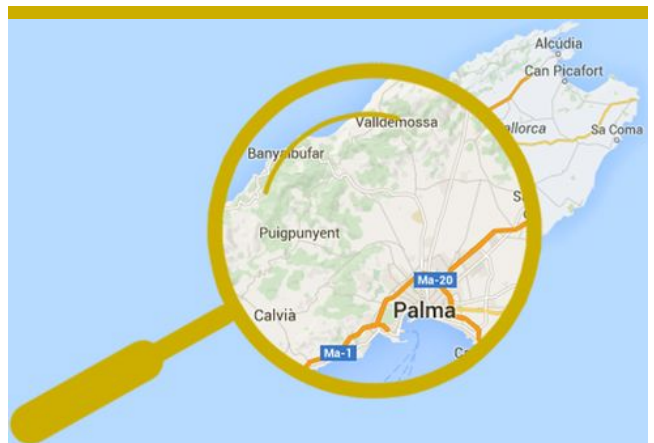 Alcúdia
Can Picafort
Valldemossa
allorca
Sa Coma
Banyalbufar
S
Puigpunyent
Ma-20
Palma
Calvià
Ma-1